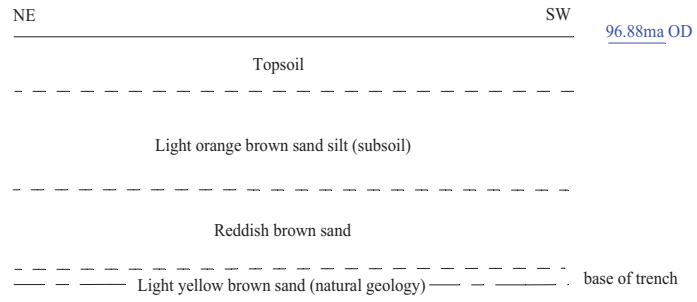 NE SW
96.88ma OD
Topsoil
Light orange brown sand silt (subsoil)
Reddish brown sand
base of trench
Light yellow brown sand (natural geology)